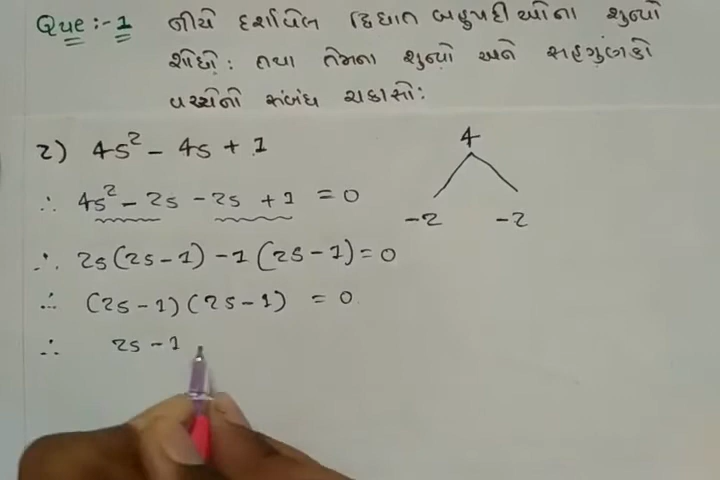 Que :- 1 નીચે દર્શાવેલ દ્વિઘાત બહુપદીઓના શુન્યો
શોધો : તથા તેમના શુન્યો અને સહગુણકો
વચ્ચેનો સંબંધ ચકાસો :
2) 4s² - 4s + 1
4
∴ 4s² - 2s - 2s + 1 = 0
-2 -2
∴ 2s(2s - 1) - 1(2s - 1) = 0
∴ (2s - 1)(2s - 1) = 0
∴ 2s - 1